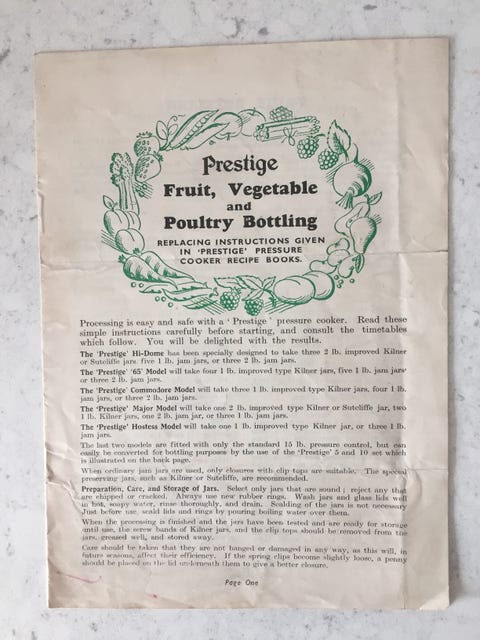 Prestige
Fruit, Vegetable
and
Poultry Bottling
REPLACING INSTRUCTIONS GIVEN
IN 'PRESTIGE' PRESSURE
COOKER RECIPE BOOKS.
Processing is easy and safe with a 'Prestige' pressure cooker. Read these
simple instructions carefully before starting, and consult the timetables
which follow. You will be delighted with the results.
The 'Prestige' Hi-Dome has been specially designed to take three 2 lb. improved Kilner
or Sutcliffe jars. five 1 lb. jam jars, or three 2 lb. jam jars.
The 'Prestige' '65' Model will take four 1 lb. improved type Kilner jars, five 1 lb. jam jars
or three 2 lb. jam jars.
The 'Prestige' Commodore Model will take three 1 lb. improved type Kilner jars, four 1 lb.
jam jars, or three 2 lb. jam jars.
The 'Prestige' Major Model will take one 2 lb. improved type Kilner or Sutcliffe jar, two
1 lb. Kilner jars, one 2 lb. jam jar, or three 1 lb. jam jars.
The 'Prestige' Hostess Model will take one 1 lb. improved type Kilner jar, or three 1 lb.
jam jars.
The last two models are fitted with only the standard 15 lb. pressure control, but can
easily be converted for bottling purposes by the use of the 'Prestige' 5 and 10 set which
is illustrated on the back page.
When ordinary jam jars are used, only closures with clip tops are suitable. The special
preserving jars, such as Kilner or Sutcliffe, are recommended.
Preparation, Care, and Storage of Jars. Select only jars that are sound; reject any that
are chipped or cracked. Always use new rubber rings. Wash jars and glass lids well
in hot, soapy water, rinse thoroughly, and drain. Scalding of the jars is not necessary
Just before use, scald lids and rings by pouring boiling water over them.
When the processing is finished and the jars have been tested and are ready for storage
until use, the screw bands of Kilner jars, and the clip tops should be removed from the
jars, greased well, and stored away.
Care should be taken that they are not banged or damaged in any way, as this will, in
future seasons, affect their efficiency. If the spring clips become slightly loose, a penny
should be placed on the lid underneath them to give a better closure.
Page One